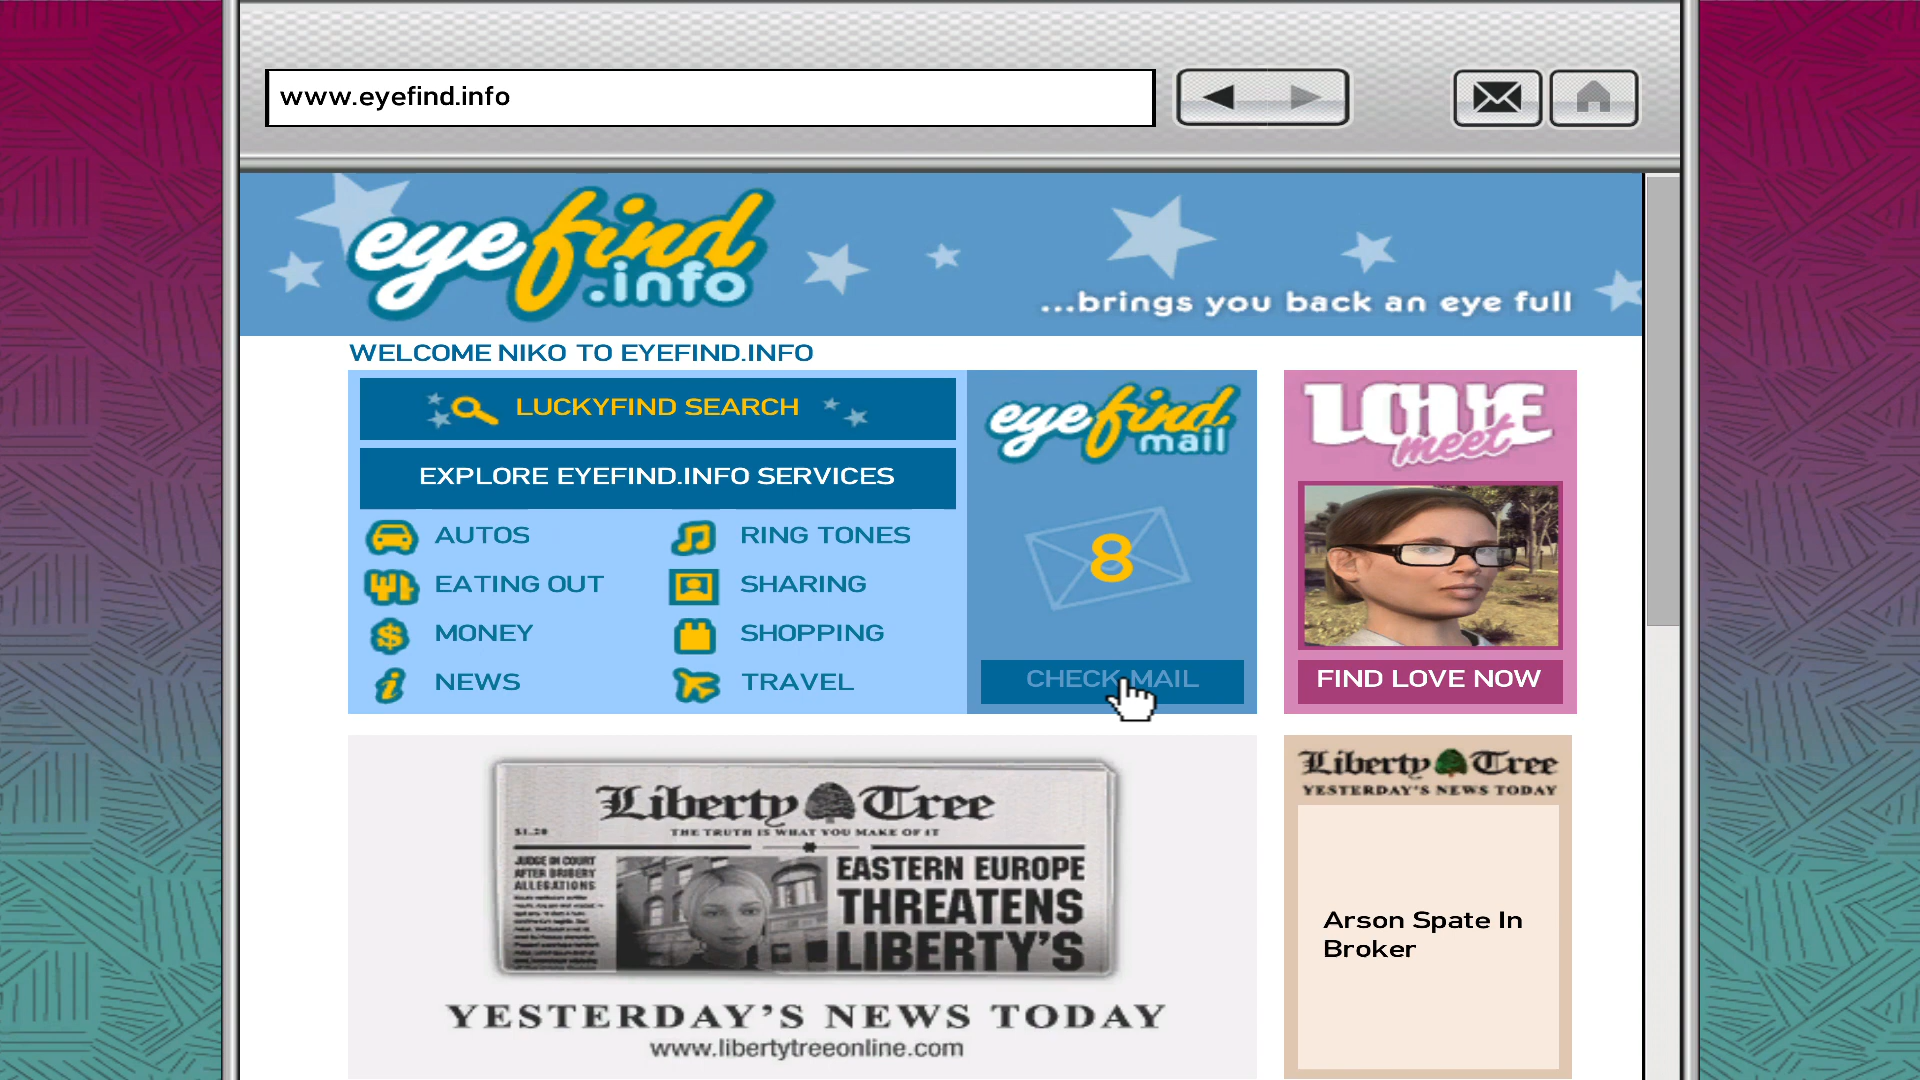 www.eyefind.info
eyefind
.info
...brings you back an eye full
WELCOME NIKO TO EYEFIND.INFO
LUCKYFIND SEARCH
EXPLORE EYEFIND.INFO SERVICES
AUTOS
RING TONES
EATING OUT
SHARING
MONEY
SHOPPING
NEWS
TRAVEL
eyefind
mail
8
CHECK MAIL
LOVE
meet
FIND LOVE NOW
Liberty Tree
$1.20
THE TRUTH IS WHAT YOU MAKE OF IT
JUDGE IN COURT
AFTER BRIBERY
ALLEGATIONS
EASTERN EUROPE
THREATENS
LIBERTY'S
YESTERDAY'S NEWS TODAY
www.libertytreeonline.com
Liberty Tree
YESTERDAY'S NEWS TODAY
Arson Spate In
Broker